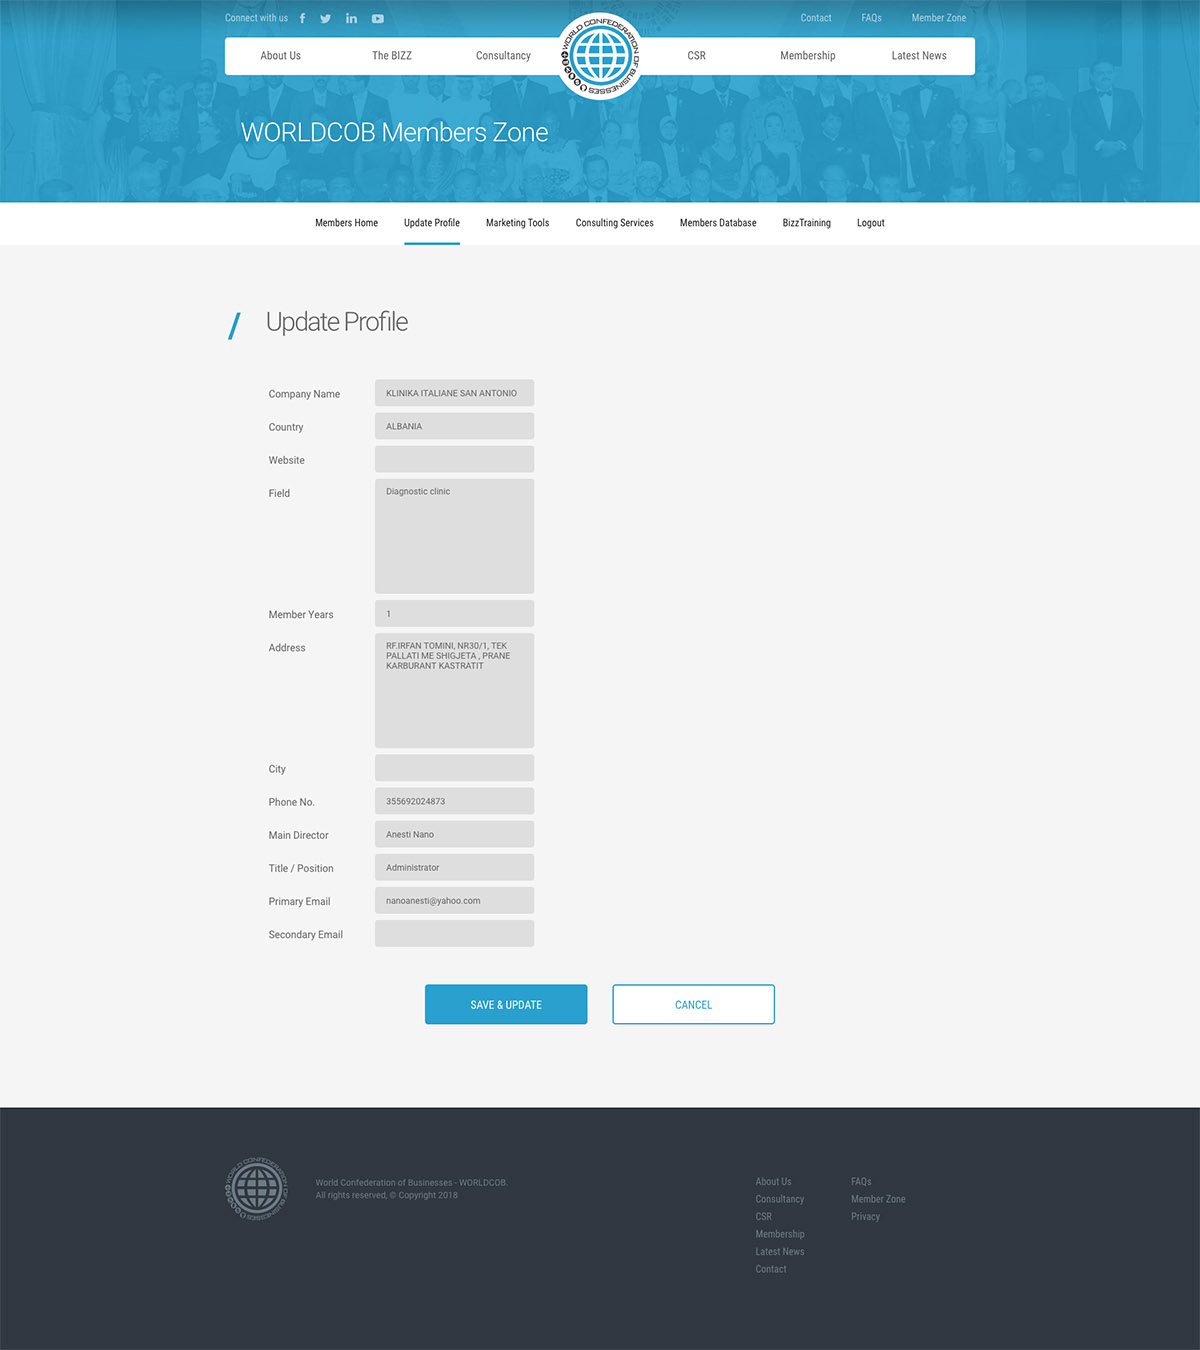 Connect with us
Contact FAQs Member Zone
About Us The BIZZ Consultancy CSR Membership Latest News
WORLD CONFEDERATION OF BUSINESSES
WORLDCOB Members Zone
Members Home Update Profile Marketing Tools Consulting Services Members Database BizzTraining Logout
/ Update Profile
Company Name KLINIKA ITALIANE SAN ANTONIO
Country ALBANIA
Website
Field Diagnostic clinic
Member Years 1
Address RF.IRFAN TOMINI, NR30/1, TEK
PALLATI ME SHIGJETA , PRANE
KARBURANT KASTRATIT
City
Phone No. 355692024873
Main Director Anesti Nano
Title / Position Administrator
Primary Email nanoanesti@yahoo.com
Secondary Email
SAVE & UPDATE CANCEL
WORLD CONFEDERATION OF BUSINESSES
World Confederation of Businesses - WORLDCOB.
All rights reserved, © Copyright 2018
About Us FAQs
Consultancy Member Zone
CSR Privacy
Membership
Latest News
Contact